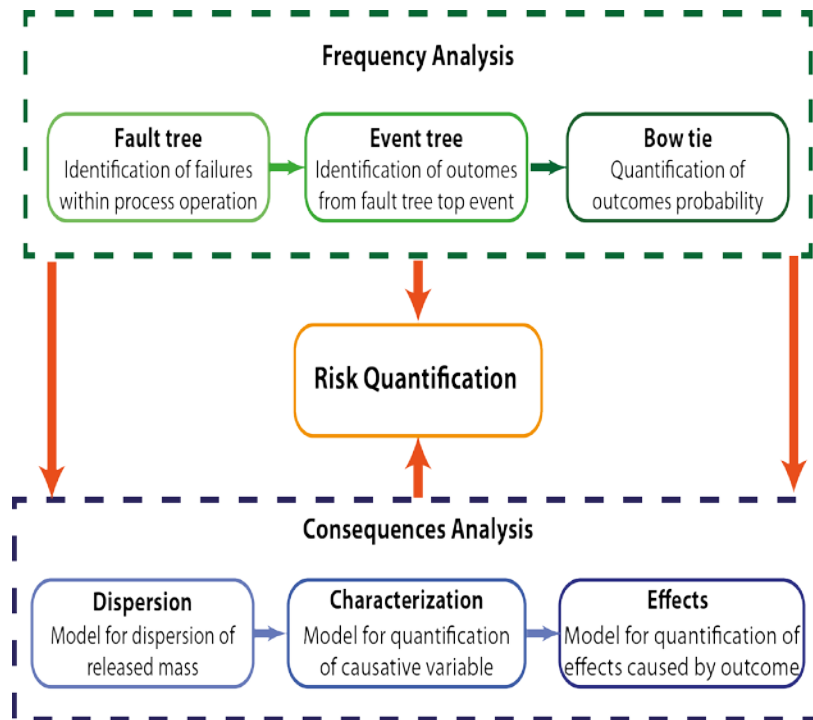 Frequency Analysis
Fault tree
Identification of failures
within process operation
Event tree
Identification of outomes
from fault tree top event
Bow tie
Quantification of
outcomes probability
Risk Quantification
Consequences Analysis
Dispersion
Model for dispersion of
released mass
Characterization
Model for quantification
of causative variable
Effects
Model for quantification of
effects caused by outcome